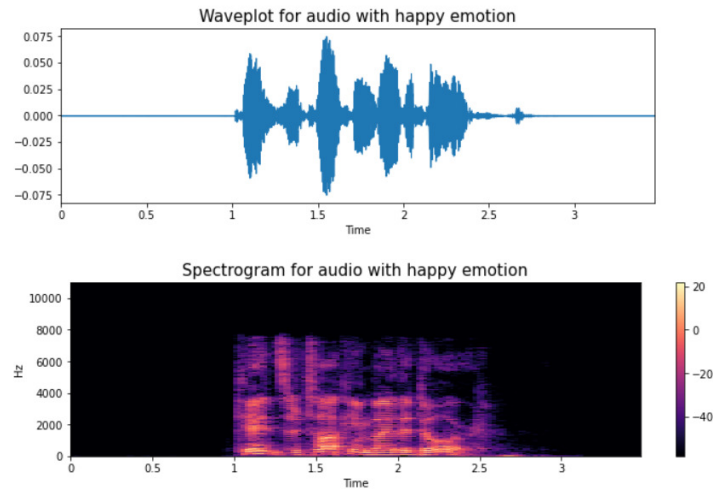 Waveplot for audio with happy emotion
0.075
0.050
0.025
0.000
−0.025
−0.050
−0.075
0 0.5 1 1.5 2 2.5 3
Time
Spectrogram for audio with happy emotion
10000
8000
6000
4000
2000
0
Hz
0 0.5 1 1.5 2 2.5 3
Time
20
0
−20
−40